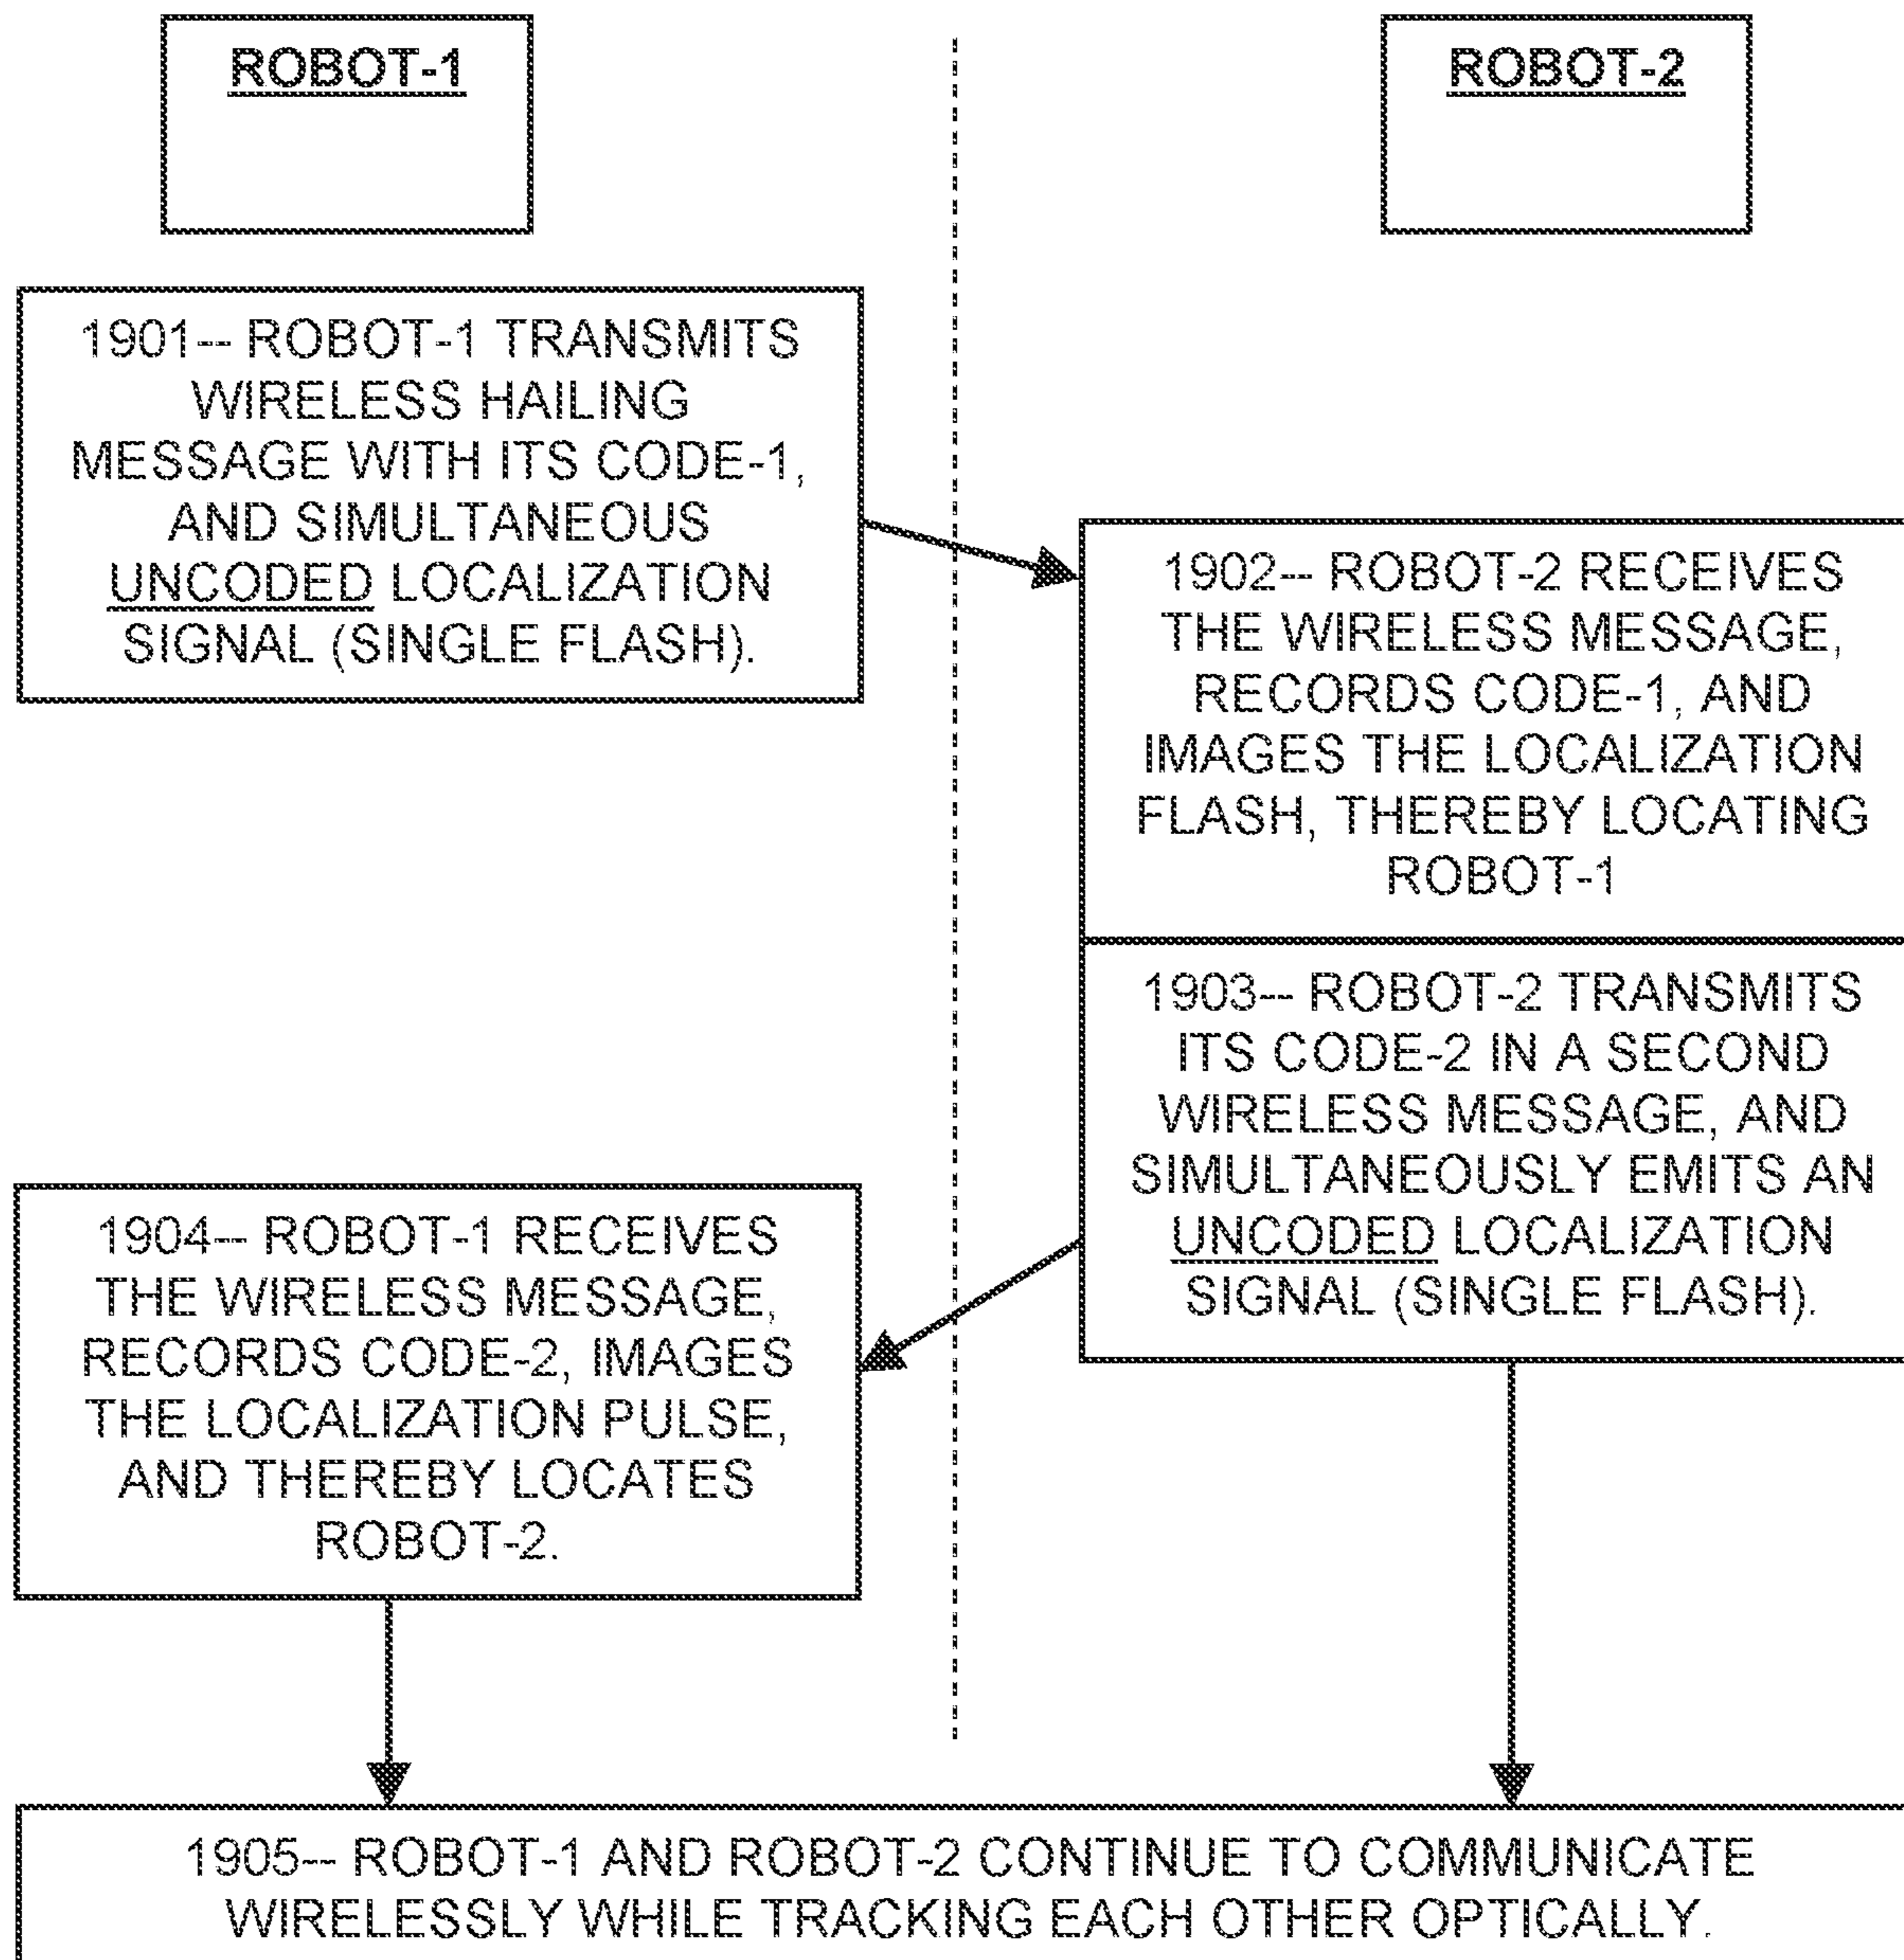 ROBOT-1
ROBOT-2
1901-- ROBOT-1 TRANSMITS
WIRELESS HAILING
MESSAGE WITH ITS CODE-1,
AND SIMULTANEOUS
UNCODED LOCALIZATION
SIGNAL (SINGLE FLASH).
1902-- ROBOT-2 RECEIVES
THE WIRELESS MESSAGE,
RECORDS CODE-1, AND
IMAGES THE LOCALIZATION
FLASH, THEREBY LOCATING
ROBOT-1
1903-- ROBOT-2 TRANSMITS
ITS CODE-2 IN A SECOND
WIRELESS MESSAGE, AND
SIMULTANEOUSLY EMITS AN
UNCODED LOCALIZATION
SIGNAL (SINGLE FLASH).
1904-- ROBOT-1 RECEIVES
THE WIRELESS MESSAGE,
RECORDS CODE-2, IMAGES
THE LOCALIZATION PULSE,
AND THEREBY LOCATES
ROBOT-2.
1905-- ROBOT-1 AND ROBOT-2 CONTINUE TO COMMUNICATE
WIRELESSLY WHILE TRACKING EACH OTHER OPTICALLY.